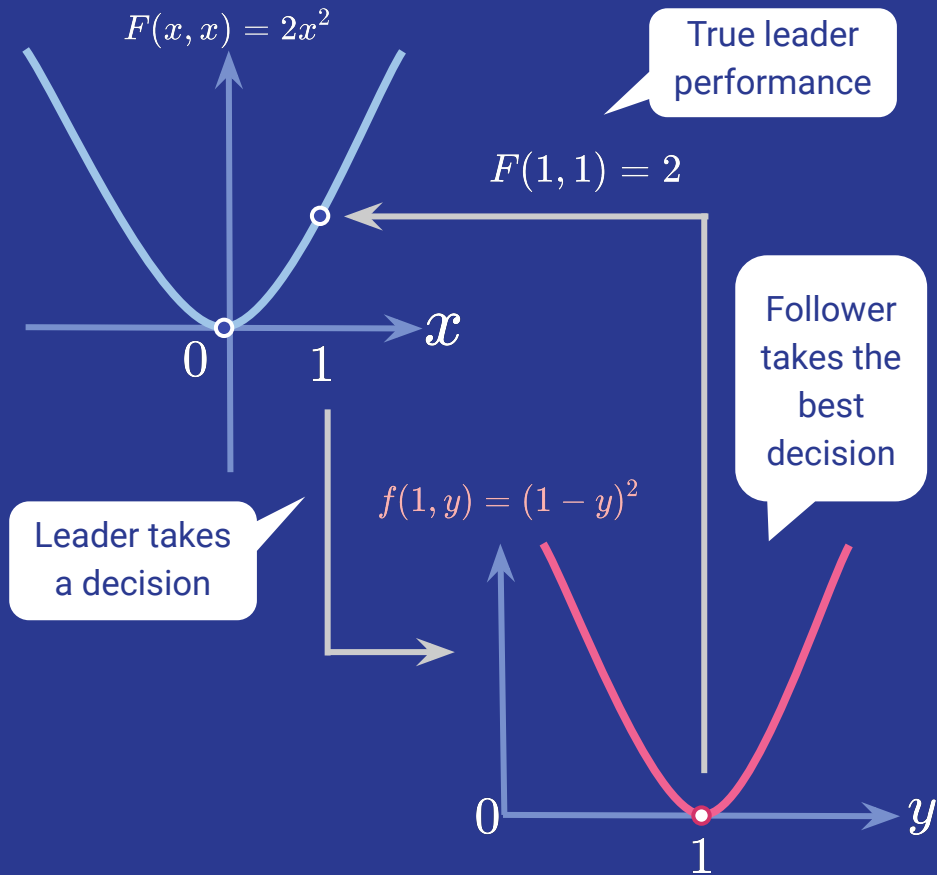 F(x, x) = 2x²
True leader
performance
F(1, 1) = 2
x
0
1
Follower
takes the
best
decision
f(1, y) = (1 − y)²
Leader takes
a decision
0
y
1